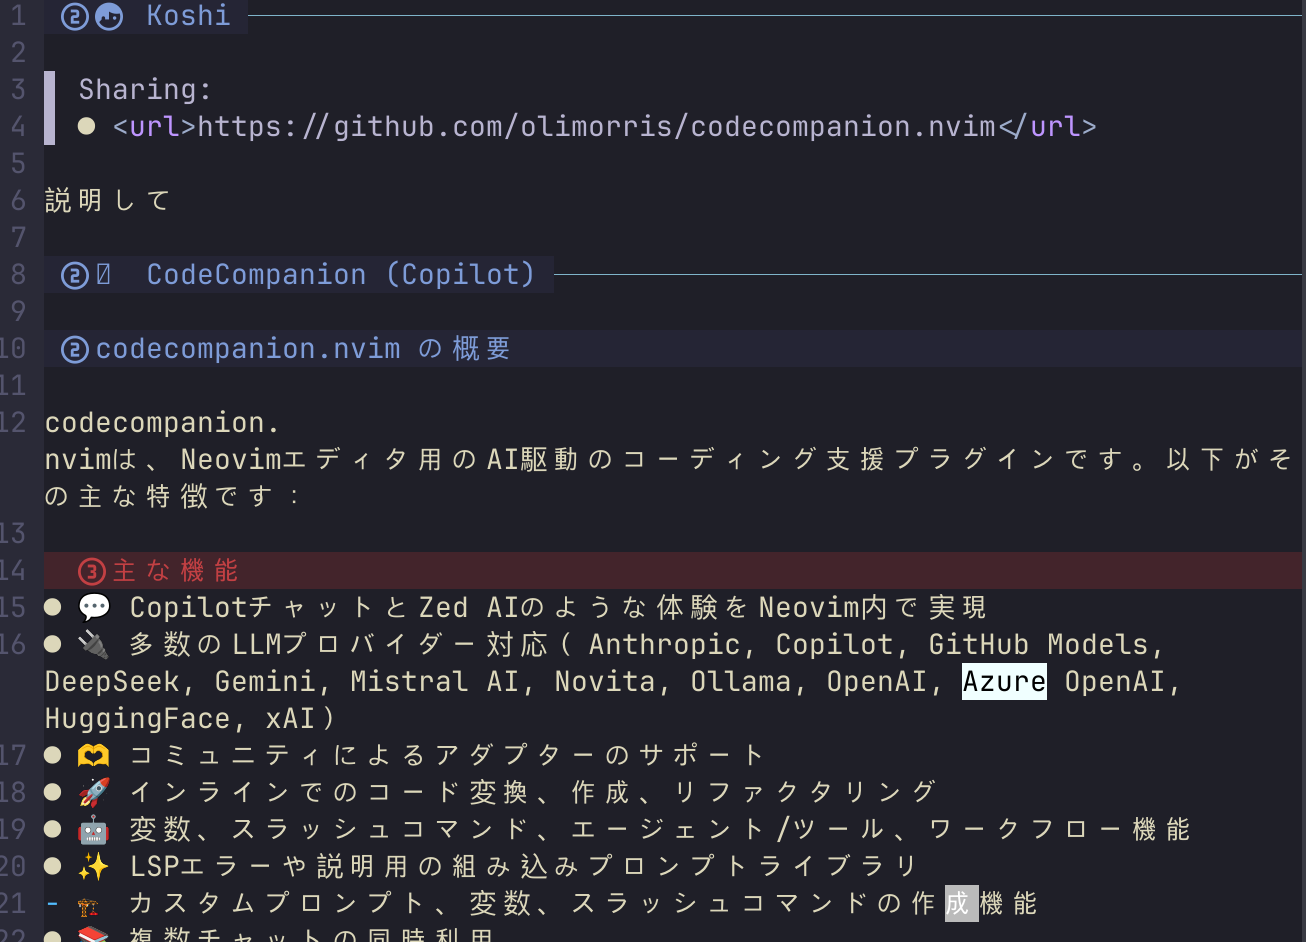 1 ② Koshi
2
3 Sharing:
4 ● <url>https://github.com/olimorris/codecompanion.nvim</url>
5
6 説明して
7
8 ② CodeCompanion (Copilot)
9
10 ②codecompanion.nvim の概要
11
12 codecompanion.
nvimは、Neovimエディタ用のAI駆動のコーディング支援プラグインです。以下がそ
の主な特徴です：
13
14 ③主な機能
15 ● 💬 CopilotチャットとZed AIのような体験をNeovim内で実現
16 ● 🔌 多数のLLMプロバイダー対応（Anthropic, Copilot, GitHub Models,
DeepSeek, Gemini, Mistral AI, Novita, Ollama, OpenAI, Azure OpenAI,
HuggingFace, xAI）
17 ● 🫶 コミュニティによるアダプターのサポート
18 ● 🚀 インラインでのコード変換、作成、リファクタリング
19 ● 🤖 変数、スラッシュコマンド、エージェント/ツール、ワークフロー機能
20 ● ✨ LSPエラーや説明用の組み込みプロンプトライブラリ
21 - 🏗 カスタムプロンプト、変数、スラッシュコマンドの作成機能
22 ● 📚 複数チャットの同時利用